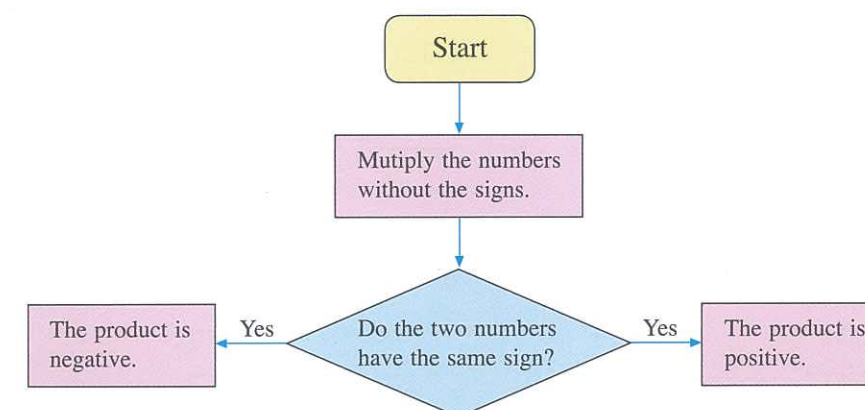 Start
Mutiply the numbers
without the signs.
The product is
negative.
Yes
Do the two numbers
have the same sign?
Yes
The product is
positive.